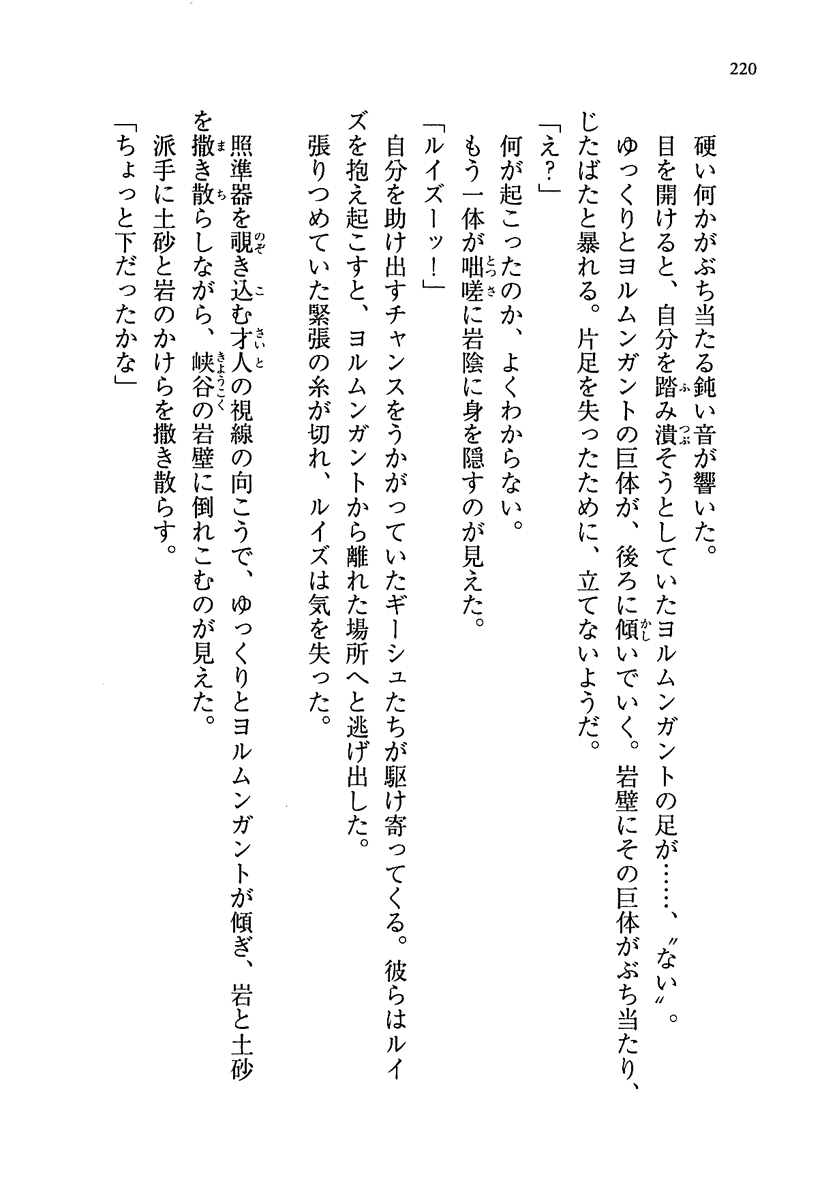 220
硬い何かがぶち当たる鈍い音が響いた。
目を開けると、自分を踏み潰そうとしていたヨルムンガントの足が……、〝ない〟。
ゆっくりとヨルムンガントの巨体が、後ろに傾いでいく。岩壁にその巨体がぶち当たり、
じたばたと暴れる。片足を失ったために、立てないようだ。
「え?」
何が起こったのか、よくわからない。
もう一体が咄嗟に岩陰に身を隠すのが見えた。
「ルイズーッ!」
自分を助け出すチャンスをうかがっていたギーシュたちが駆け寄ってくる。彼らはルイ
ズを抱え起こすと、ヨルムンガントから離れた場所へと逃げ出した。
張りつめていた緊張の糸が切れ、ルイズは気を失った。
照準器を覗き込む才人の視線の向こうで、ゆっくりとヨルムンガントが傾ぎ、岩と土砂
を撒き散らしながら、峡谷の岩壁に倒れこむのが見えた。
派手に土砂と岩のかけらを撒き散らす。
「ちょっと下だったかな」